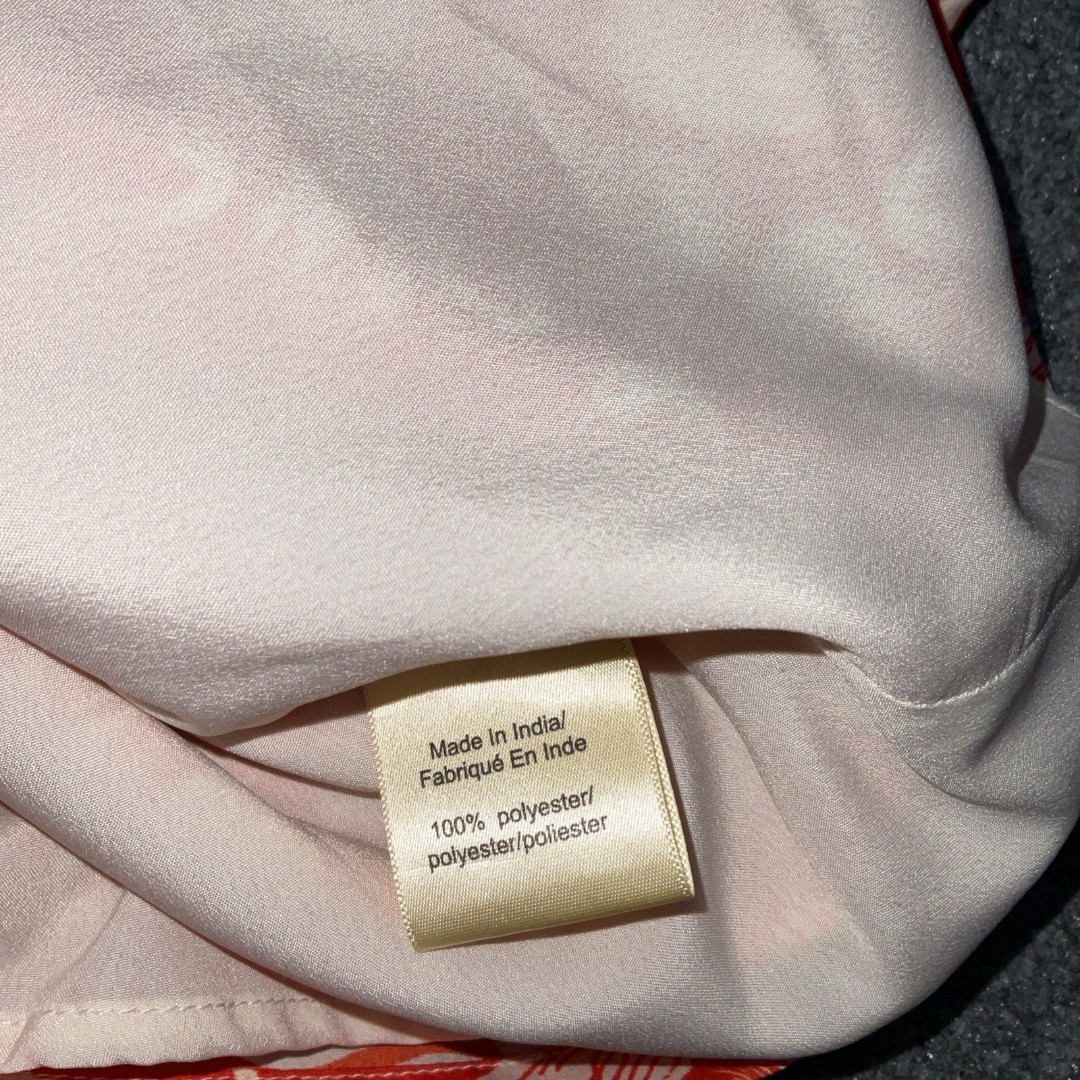 Made In India/
Fabriqué En Inde
100% polyester/
polyester/poliester